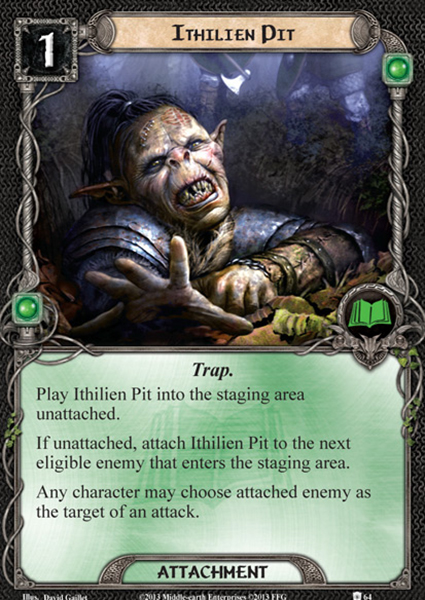 1
ITHILIEN PIT
Trap.
Play Ithilien Pit into the staging area
unattached.
If unattached, attach Ithilien Pit to the next
eligible enemy that enters the staging area.
Any character may choose attached enemy as
the target of an attack.
ATTACHMENT
Illus. David Gaillet ©2013 Middle-earth Enterprises ©2013 FFG 64